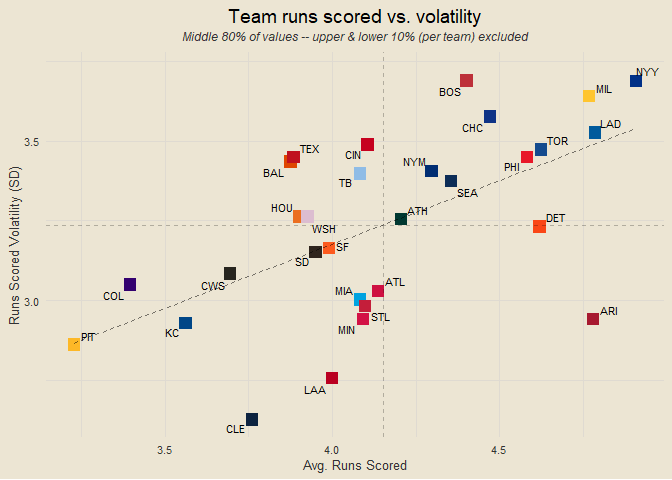 Team runs scored vs. volatility
Middle 80% of values -- upper & lower 10% (per team) excluded
NYY
BOS
MIL
CHC
LAD
3.5
TEX
CIN
TOR
BAL
TB
NYM
PHI
SEA
HOU
WSH
ATH
DET
SD
SF
COL
CWS
MIA
ATL
3.0
KC
MIN
STL
ARI
PIT
LAA
CLE
3.5
4.0
4.5
Avg. Runs Scored
Runs Scored Volatility (SD)